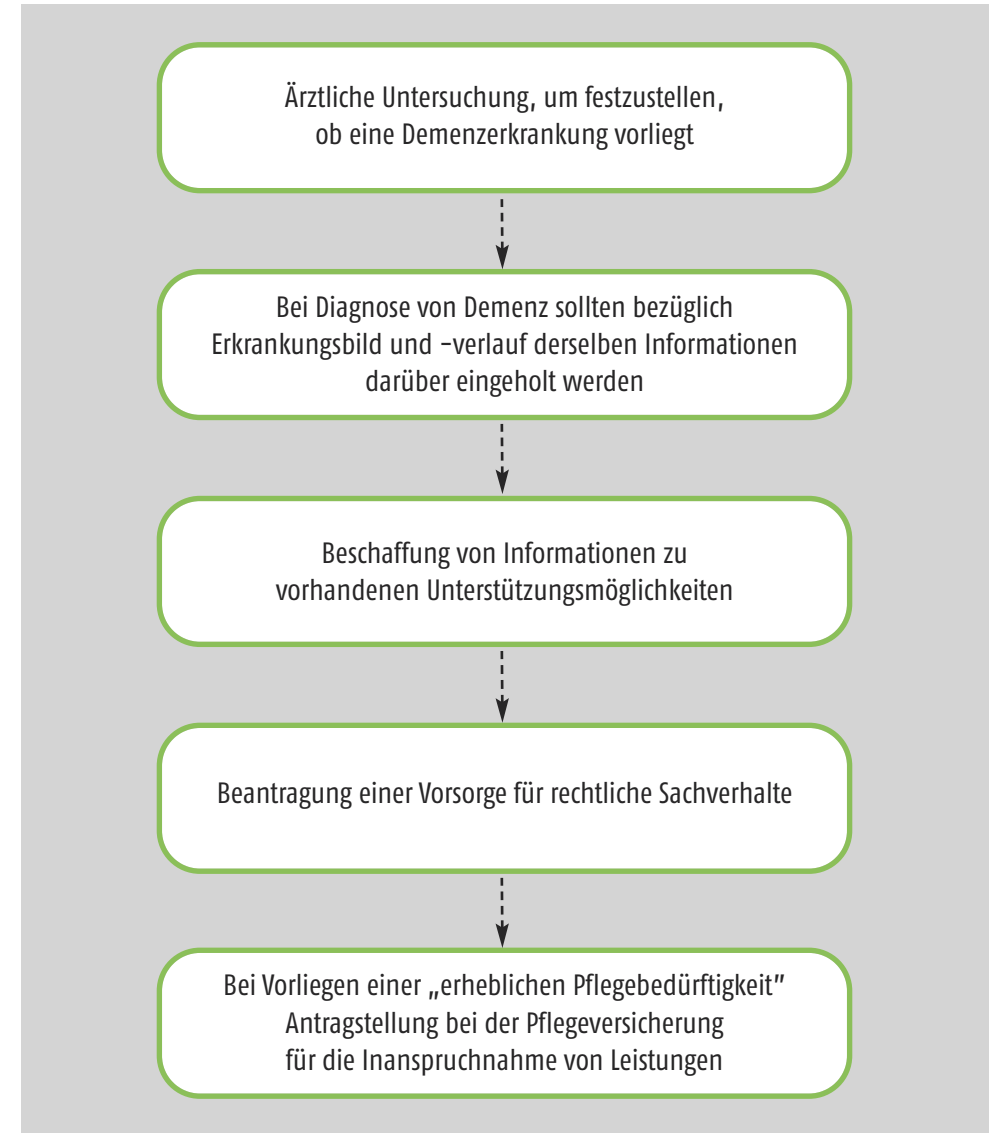 Ärztliche Untersuchung, um festzustellen,
ob eine Demenzerkrankung vorliegt
Bei Diagnose von Demenz sollten bezüglich
Erkrankungsbild und -verlauf derselben Informationen
darüber eingeholt werden
Beschaffung von Informationen zu
vorhandenen Unterstützungsmöglichkeiten
Beantragung einer Vorsorge für rechtliche Sachverhalte
Bei Vorliegen einer „erheblichen Pflegebedürftigkeit"
Antragstellung bei der Pflegeversicherung
für die Inanspruchnahme von Leistungen